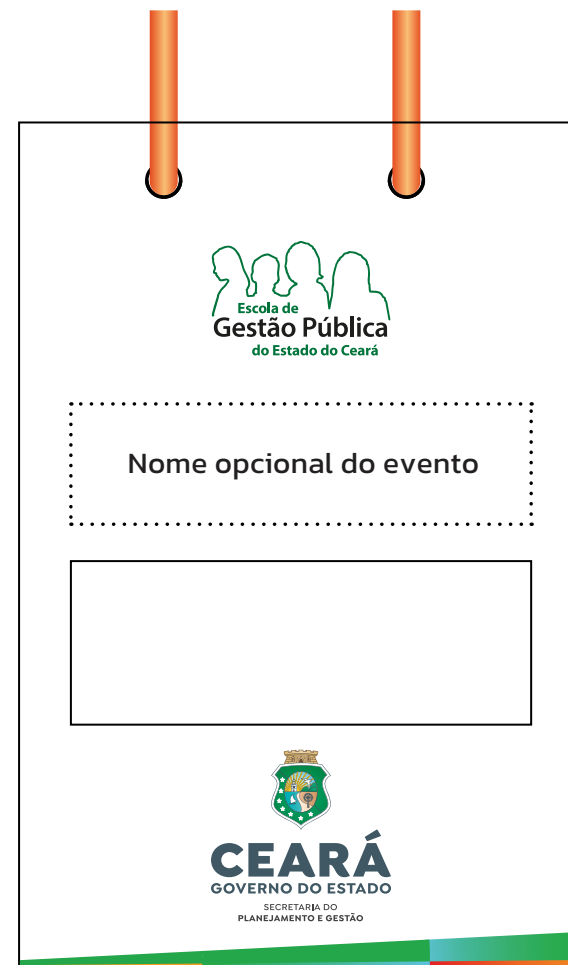 Escola de
Gestão Pública
do Estado do Ceará
Nome opcional do evento
CEARÁ
GOVERNO DO ESTADO
SECRETARIA DO
PLANEJAMENTO E GESTÃO